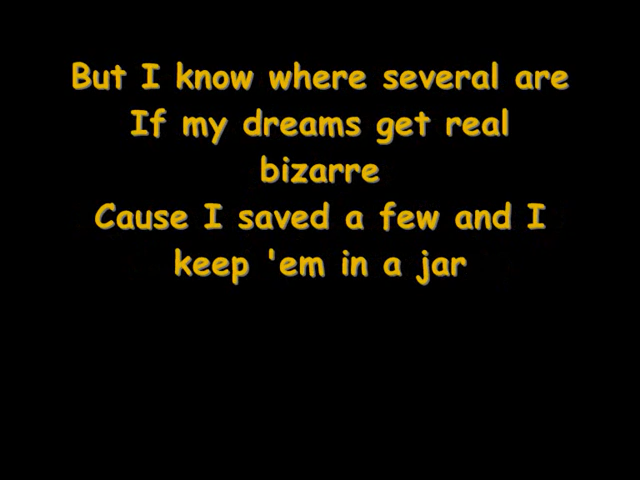 But I know where several are
If my dreams get real
bizarre
Cause I saved a few and I
keep 'em in a jar